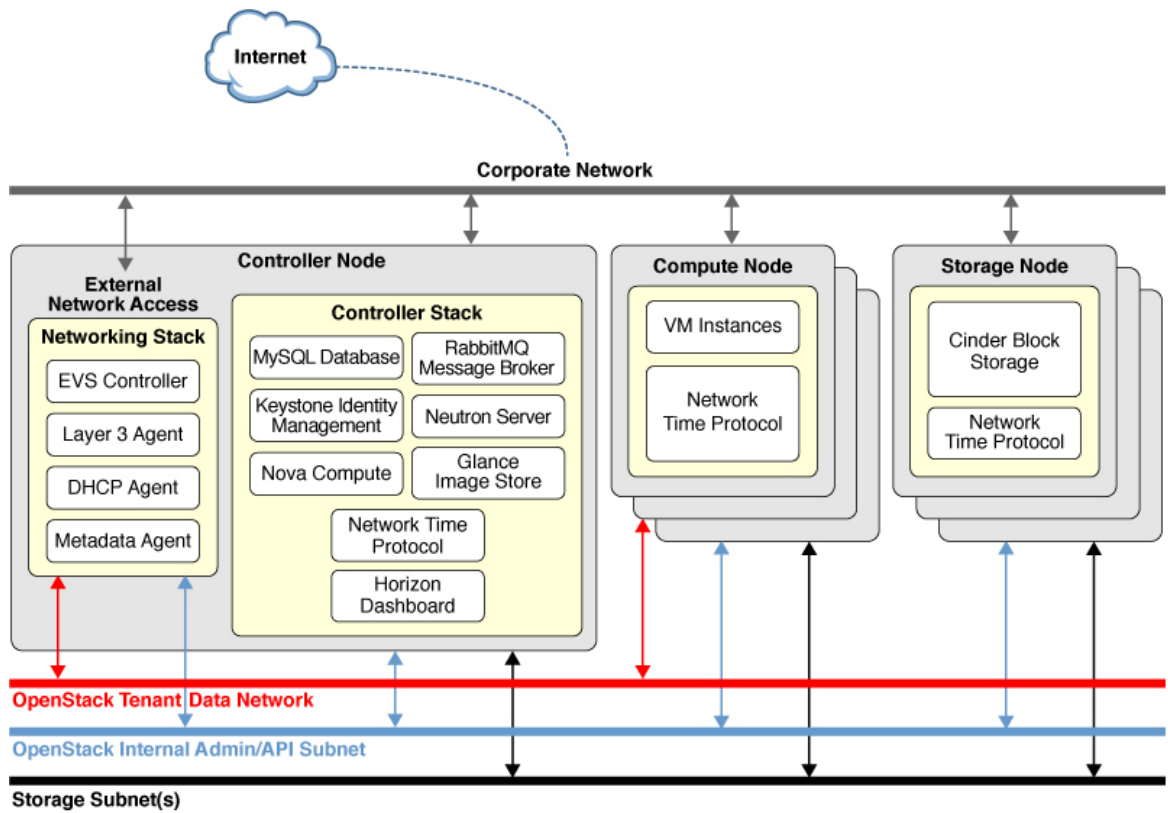 Internet
Corporate Network
Controller Node
External
Network Access
Networking Stack
EVS Controller
Layer 3 Agent
DHCP Agent
Metadata Agent
Controller Stack
MySQL Database
RabbitMQ
Message Broker
Keystone Identity
Management
Neutron Server
Nova Compute
Glance
Image Store
Network Time
Protocol
Horizon
Dashboard
Compute Node
VM Instances
Network
Time Protocol
Storage Node
Cinder Block
Storage
Network
Time Protocol
OpenStack Tenant Data Network
OpenStack Internal Admin/API Subnet
Storage Subnet(s)